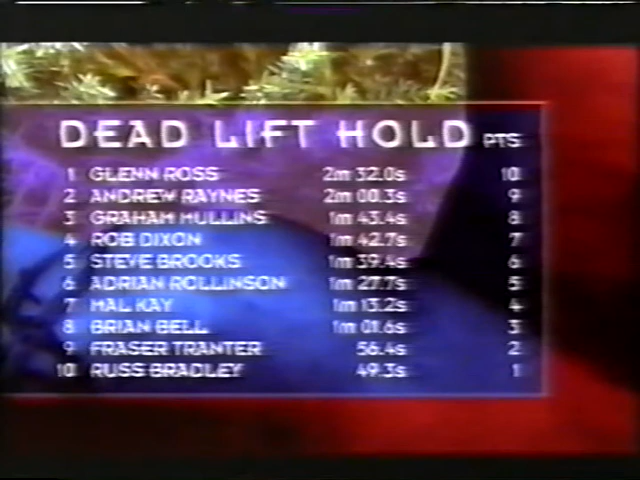 DEAD LIFT HOLD PTS
1 GLENN ROSS 2m 32.0s 10
2 ANDREW RAYNES 2m 00.3s 9
3 GRAHAM MULLINS 1m 43.4s 8
4 ROB DIXON 1m 42.7s 7
5 STEVE BROOKS 1m 39.4s 6
6 ADRIAN ROLLINSON 1m 27.7s 5
7 MAL KAY 1m 13.2s 4
8 BRIAN BELL 1m 01.6s 3
9 FRASER TRANTER 56.4s 2
10 RUSS BRADLEY 49.3s 1